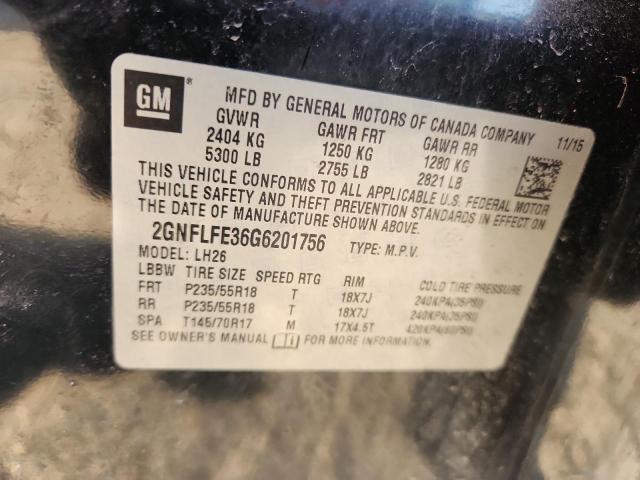 GM ®
MFD BY GENERAL MOTORS OF CANADA COMPANY 11/15
GVWR GAWR FRT GAWR RR
2404 KG 1250 KG 1280 KG
5300 LB 2755 LB 2821 LB
THIS VEHICLE CONFORMS TO ALL APPLICABLE U.S. FEDERAL MOTOR
VEHICLE SAFETY AND THEFT PREVENTION STANDARDS IN EFFECT ON
THE DATE OF MANUFACTURE SHOWN ABOVE.
2GNFLFE36G6201756 TYPE: M.P.V.
MODEL: LH26
LBBW TIRE SIZE SPEED RTG RIM COLD TIRE PRESSURE
FRT P235/55R18 T 18X7J 240KPA(35PSI)
RR P235/55R18 T 18X7J 240KPA(35PSI)
SPA T145/70R17 M 17X4.5T 420KPA(60PSI)
SEE OWNER'S MANUAL FOR MORE INFORMATION.